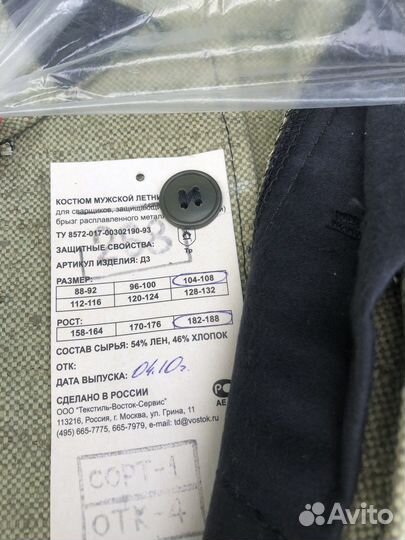 КОСТЮМ МУЖСКОЙ ЛЕТНИ
для сварщиков, защищающи
брызг расплавленного метал
ТУ 8572-017-00302190-93
ЗАЩИТНЫЕ СВОЙСТВА: Тр
АРТИКУЛ ИЗДЕЛИЯ: Д3
РАЗМЕР:
88-92 96-100 104-108
112-116 120-124 128-132
РОСТ:
158-164 170-176 182-188
СОСТАВ СЫРЬЯ: 54% ЛЕН, 46% ХЛОПОК
ОТК:
ДАТА ВЫПУСКА: 04.10г.
СДЕЛАНО В РОССИИ
ООО "Текстиль-Восток-Сервис"
113216, Россия, г. Москва, ул. Грина, 11
(495) 665-7775, 665-7979, e-mail: td@vostok.ru
СОРТ-1
ОТК-4
Avito